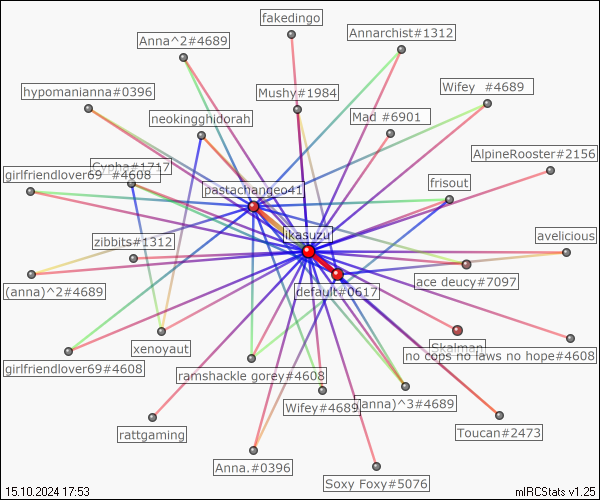 fakedingo
Anna^2#4689
Annarchist#1312
hypomanianna#0396
Mushy#1984
Wifey #4689
neokingghidorah
Mad #6901
AlpineRooster#2156
girlfriendlover69 #4608
Cypha#1717
pastachangeo41
frisout
zibbits#1312
ikasuzu
avelicious
(anna)^2#4689
default#0617
ace deucy#7097
xenoyaut
Skalman
no cops no laws no hope#4608
girlfriendlover69#4608
ramshackle gorey#4608
Wifey#4689
(anna)^3#4689
rattgaming
Toucan#2473
Anna.#0396
Soxy Foxy#5076
15.10.2024 17:53
mIRCStats v1.25